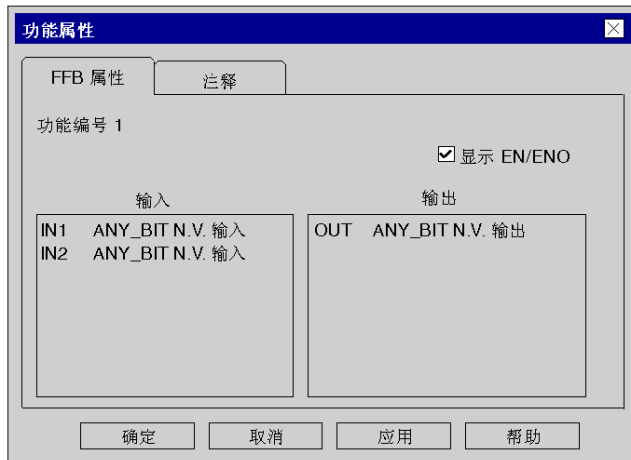 功能属性
FFB 属性 注释
功能编号 1
显示 EN/ENO
输入 输出
IN1 ANY_BIT N.V. 输入 OUT ANY_BIT N.V. 输出
IN2 ANY_BIT N.V. 输入
确定 取消 应用 帮助